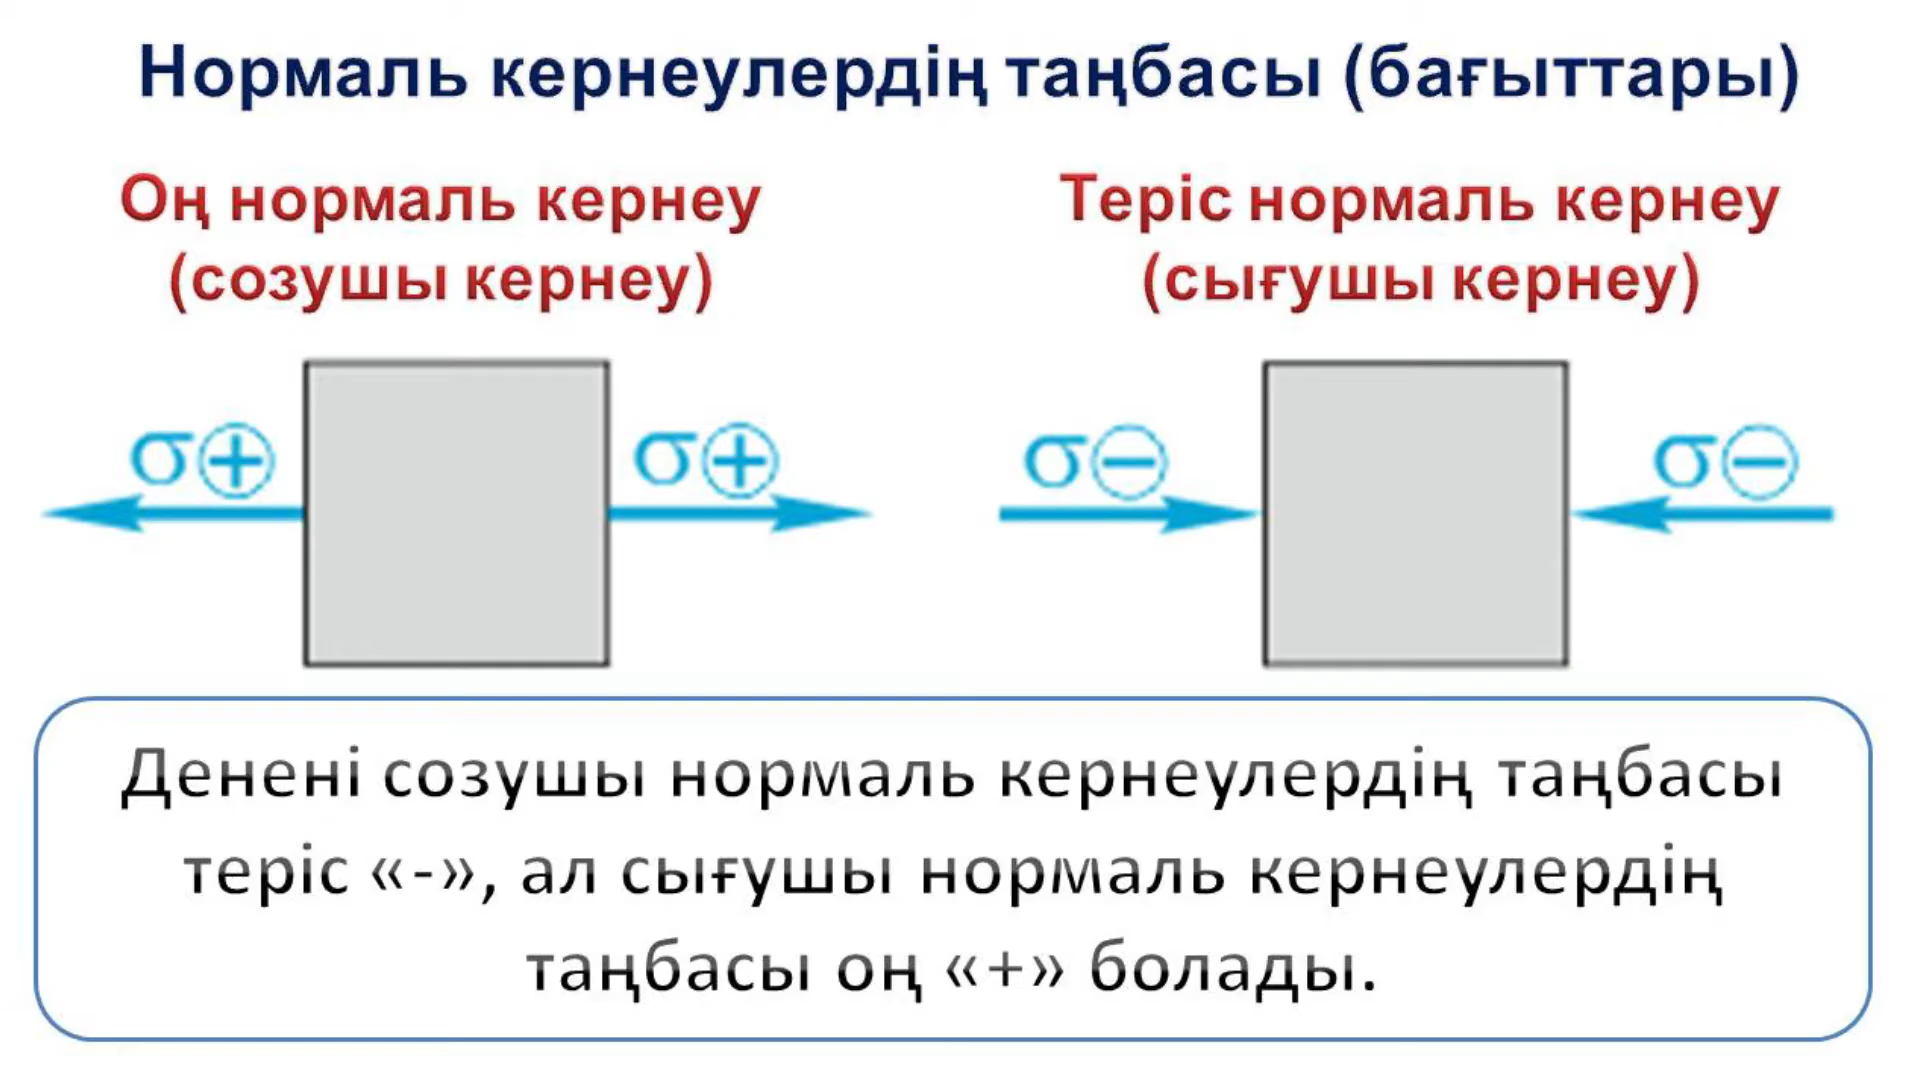 Нормаль кернеулердің таңбасы (бағыттары)
Оң нормаль кернеу
(созушы кернеу)
Теріс нормаль кернеу
(сығушы кернеу)
σ⊕
σ⊕
σ⊖
σ⊖
Денені созушы нормаль кернеулердің таңбасы
теріс «-», ал сығушы нормаль кернеулердің
таңбасы оң «+» болады.